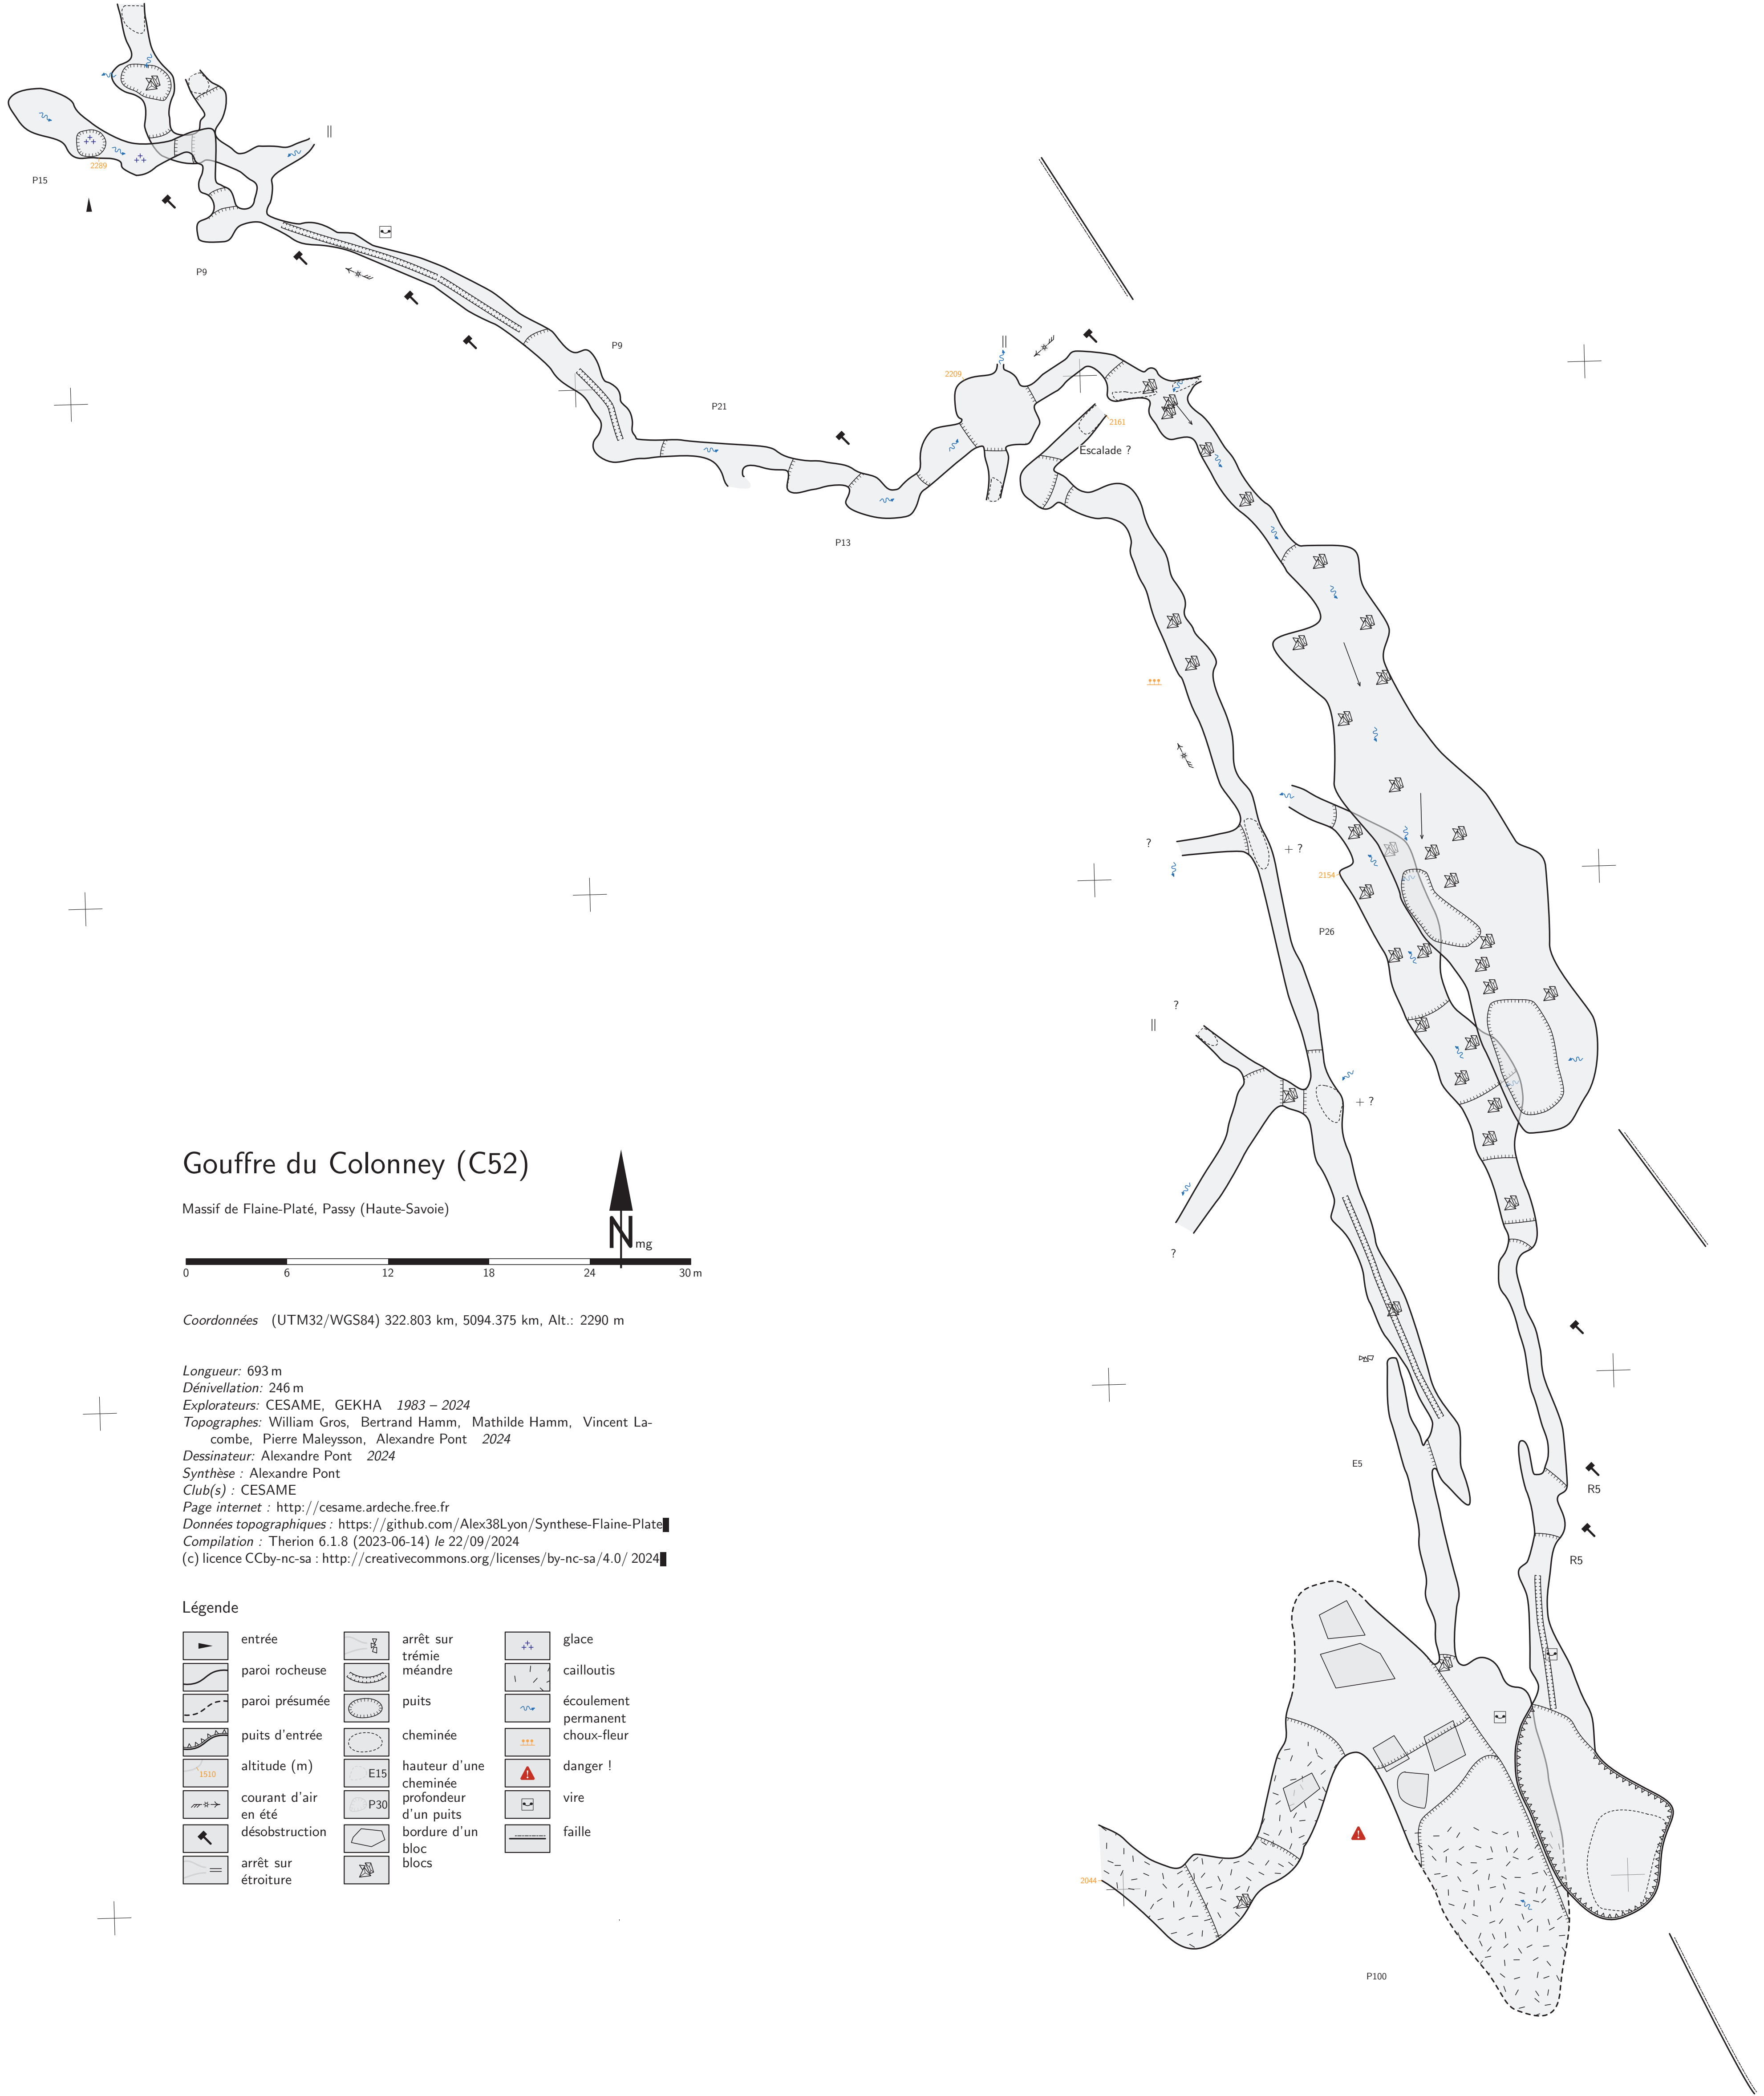 2289
P15
P9
P9
P21
P13
2209
2161
Escalade ?
?
+ ?
2154
P26
?
+ ?
?
E5
R5
R5
2044
P100
Gouffre du Colonney (C52)
Massif de Flaine-Platé, Passy (Haute-Savoie)
N mg
0 6 12 18 24 30 m
Coordonnées (UTM32/WGS84) 322.803 km, 5094.375 km, Alt.: 2290 m
Longueur: 693 m
Dénivellation: 246 m
Explorateurs: CESAME, GEKHA 1983 – 2024
Topographes: William Gros, Bertrand Hamm, Mathilde Hamm, Vincent La-
combe, Pierre Maleysson, Alexandre Pont 2024
Dessinateur: Alexandre Pont 2024
Synthèse : Alexandre Pont
Club(s) : CESAME
Page internet : http://cesame.ardeche.free.fr
Données topographiques : https://github.com/Alex38Lyon/Synthese-Flaine-Plate
Compilation : Therion 6.1.8 (2023-06-14) le 22/09/2024
(c) licence CCby-nc-sa : http://creativecommons.org/licenses/by-nc-sa/4.0/ 2024
Légende
entrée
paroi rocheuse
paroi présumée
puits d'entrée
1510
altitude (m)
courant d'air
en été
désobstruction
arrêt sur
étroiture
arrêt sur
trémie
méandre
puits
cheminée
E15
hauteur d'une
cheminée
P30
profondeur
d'un puits
bordure d'un
bloc
blocs
glace
cailloutis
écoulement
permanent
choux-fleur
danger !
vire
faille